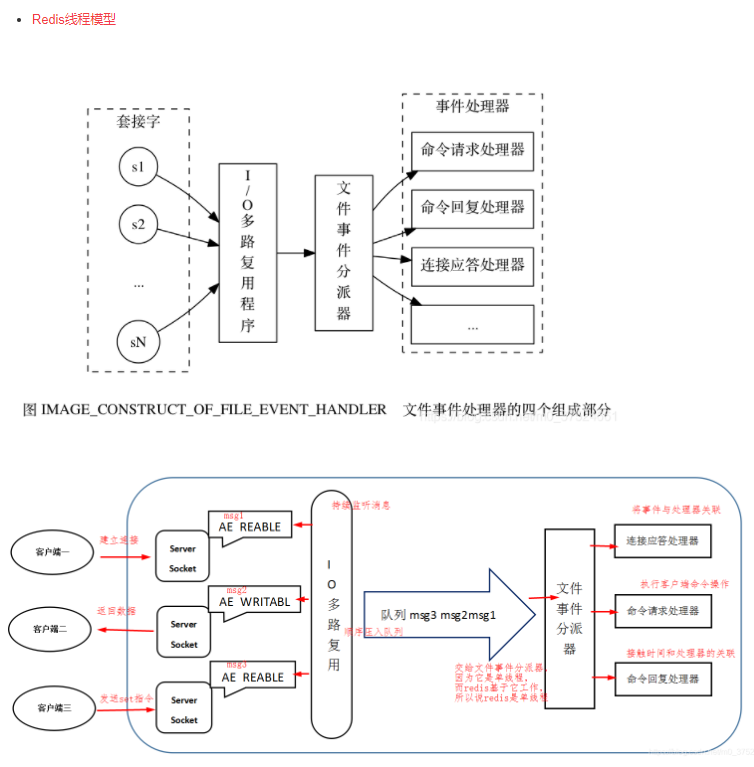 Redis线程模型
套接字
事件处理器
s1
s2
...
sN
I/O多路复用程序
文件事件分派器
命令请求处理器
命令回复处理器
连接应答处理器
...
图 IMAGE_CONSTRUCT_OF_FILE_EVENT_HANDLER 文件事件处理器的四个组成部分
客户端一
建立连接
Server
Socket
msg1
AE READABLE
持续监听消息
客户端二
返回数据
Server
Socket
msg2
AE WRITABL
顺序压入队列
客户端三
发送set指令
Server
Socket
msg3
AE REABLE
IO多路复用
队列 msg3 msg2msg1
交给文件事件分派器,
因为它是单线程,
而redis基于它工作,
所以说redis是单线程
文件事件分派器
将事件与处理器关联
连接应答处理器
执行客户端命令操作
命令请求处理器
接触时间和处理器的关联
命令回复处理器